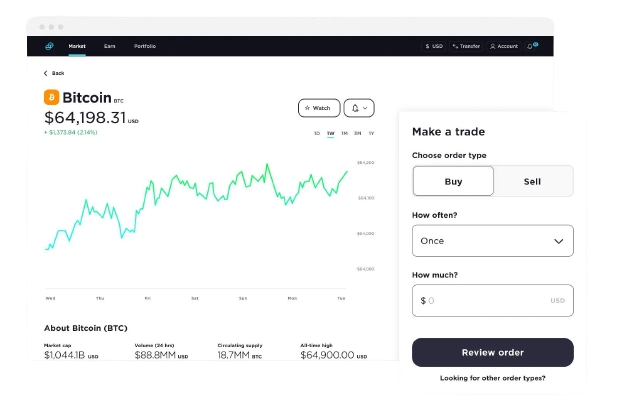 Market Earn Portfolio $ USD Transfer Account
Back
Bitcoin BTC
$64,198.31 USD
+ $1,373.84 (2.14%)
Watch
1D 1W 1M 3M 1Y
$64,200
$64,100
$64,000
Wed Thu Fri Sat Sun Mon Tue
About Bitcoin (BTC)
Market cap Volume (24 hrs) Circulating supply All-time high
$1,044.1B USD $88.8MM USD 18.7MM BTC $64,900.00 USD
Make a trade
Choose order type
Buy Sell
How often?
Once
How much?
$ 0 USD
Review order
Looking for other order types?